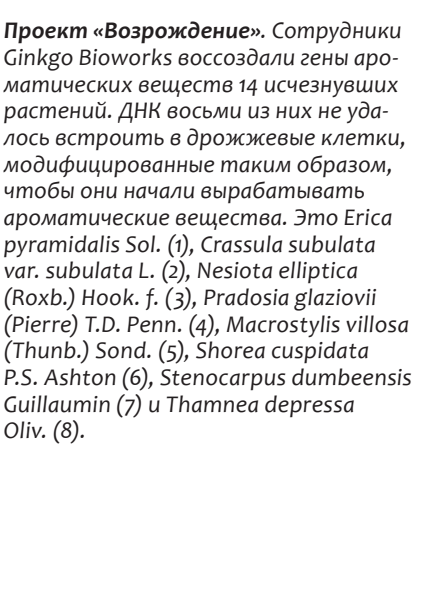 Проект «Возрождение». Сотрудники
Ginkgo Bioworks воссоздали гены аро-
матических веществ 14 исчезнувших
растений. ДНК восьми из них не уда-
лось встроить в дрожжевые клетки,
модифицированные таким образом,
чтобы они начали вырабатывать
ароматические вещества. Это Erica
pyramidalis Sol. (1), Crassula subulata
var. subulata L. (2), Nesiota elliptica
(Roxb.) Hook. f. (3), Pradosia glaziovii
(Pierre) T.D. Penn. (4), Macrostylis villosa
(Thunb.) Sond. (5), Shorea cuspidata
P.S. Ashton (6), Stenocarpus dumbeensis
Guillaumin (7) и Thamnea depressa
Oliv. (8).